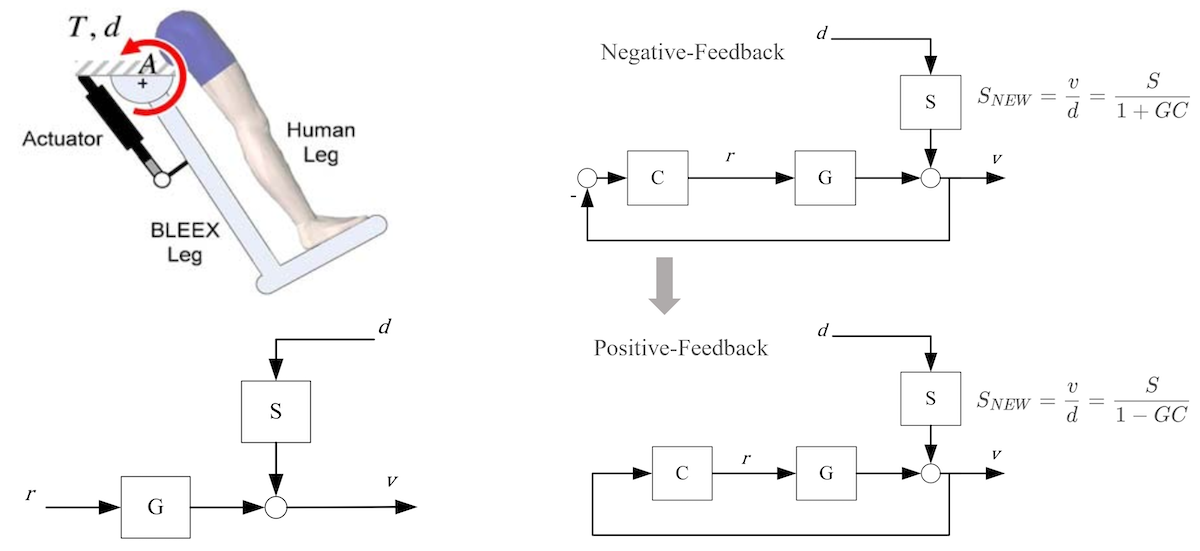 T, d
A
+
Actuator
Human
Leg
BLEEX
Leg
d
S
r
G
v
Negative-Feedback
d
S
S_{NEW} = \frac{v}{d} = \frac{S}{1 + GC}
C
r
G
v
-
Positive-Feedback
d
S
S_{NEW} = \frac{v}{d} = \frac{S}{1 - GC}
C
r
G
v